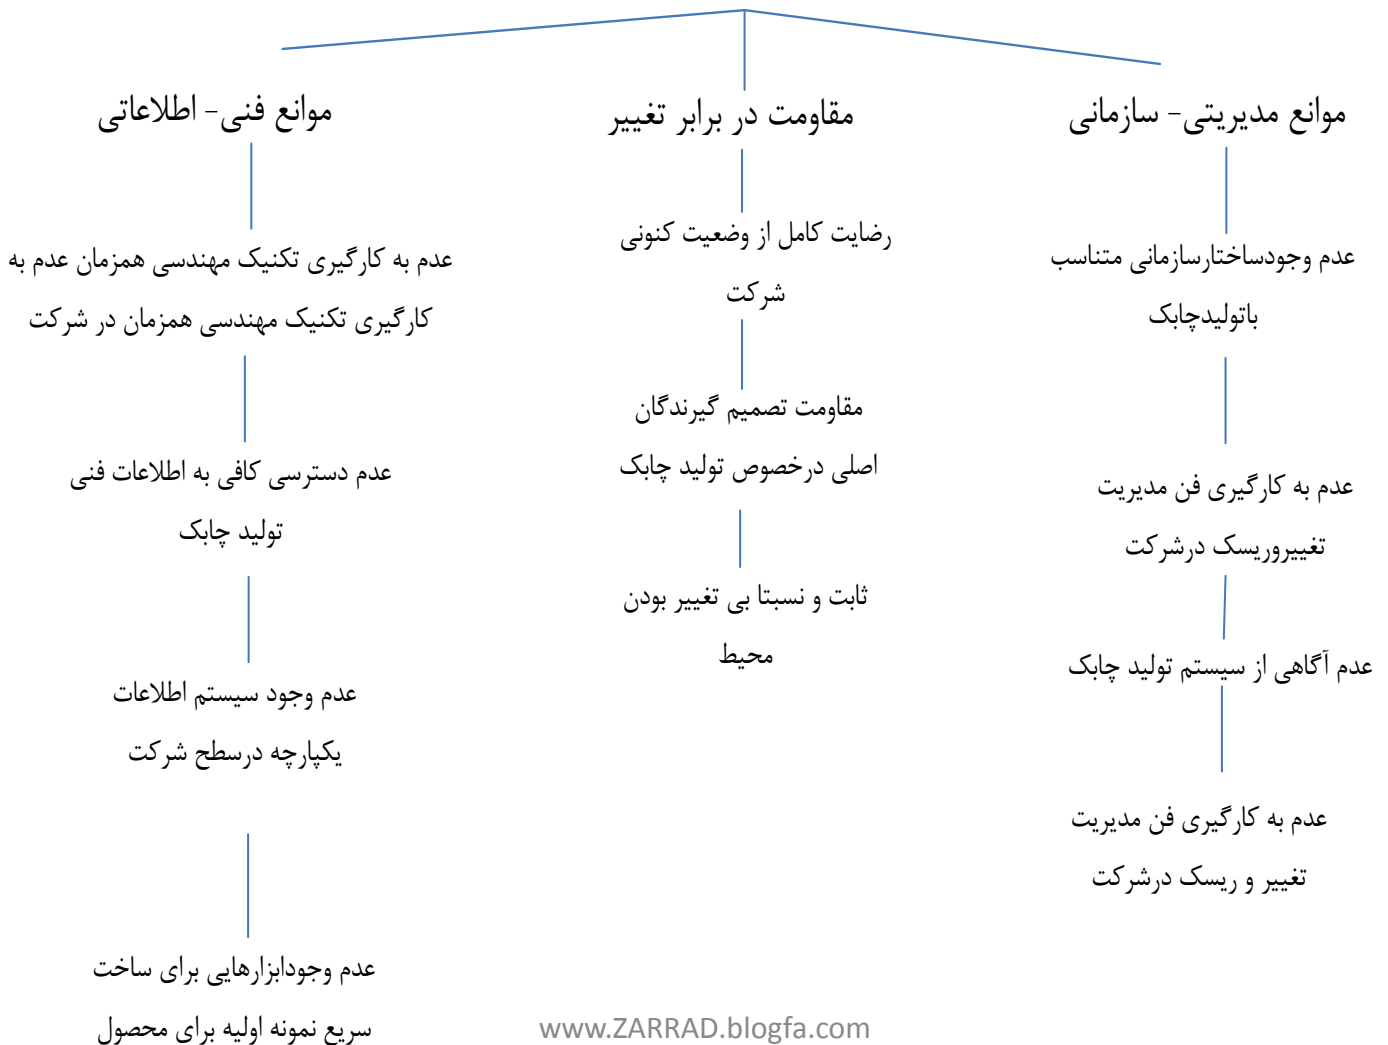 موانع مدیریتی- سازمانی
عدم وجودساختارسازمانی متناسب
باتولیدچابک
عدم به کارگیری فن مدیریت
تغییروریسک درشرکت
عدم آگاهی از سیستم تولید چابک
عدم به کارگیری فن مدیریت
تغییر و ریسک درشرکت
مقاومت در برابر تغییر
رضایت کامل از وضعیت کنونی
شرکت
مقاومت تصمیم گیرندگان
اصلی درخصوص تولید چابک
ثابت و نسبتا بی تغییر بودن
محیط
موانع فنی- اطلاعاتی
عدم به کارگیری تکنیک مهندسی همزمان عدم به
کارگیری تکنیک مهندسی همزمان در شرکت
عدم دسترسی کافی به اطلاعات فنی
تولید چابک
عدم وجود سیستم اطلاعات
یکپارچه درسطح شرکت
عدم وجودابزارهایی برای ساخت
سریع نمونه اولیه برای محصول
www.ZARRAD.blogfa.com